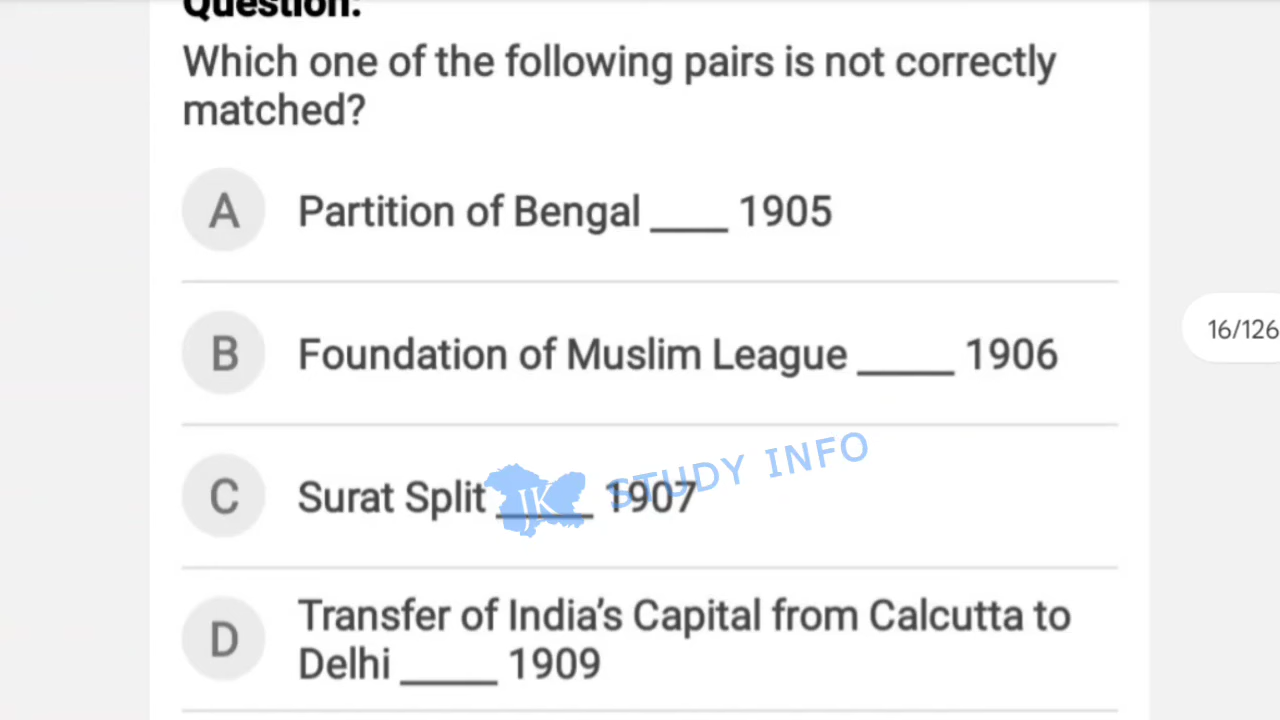 Question:
Which one of the following pairs is not correctly
matched?
A Partition of Bengal ____ 1905
B Foundation of Muslim League _____ 1906
16/126
JK STUDY INFO
C Surat Split _____ 1907
D Transfer of India's Capital from Calcutta to
Delhi _____ 1909